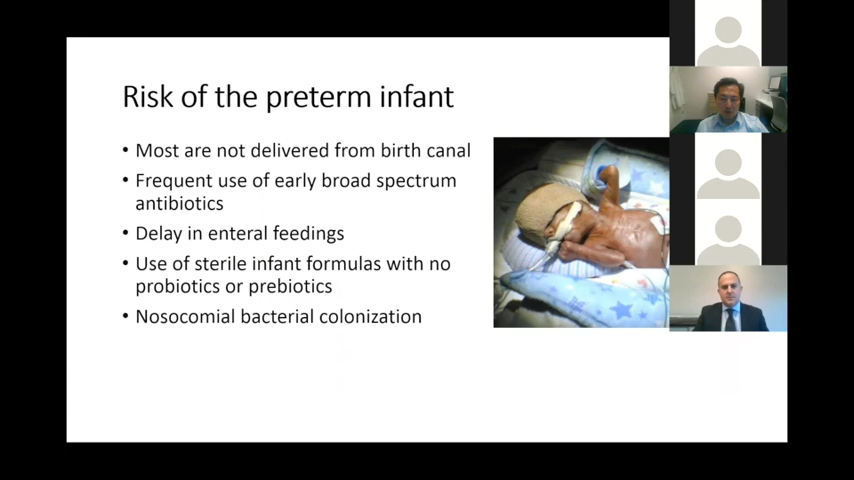 Risk of the preterm infant
• Most are not delivered from birth canal
• Frequent use of early broad spectrum
antibiotics
• Delay in enteral feedings
• Use of sterile infant formulas with no
probiotics or prebiotics
• Nosocomial bacterial colonization